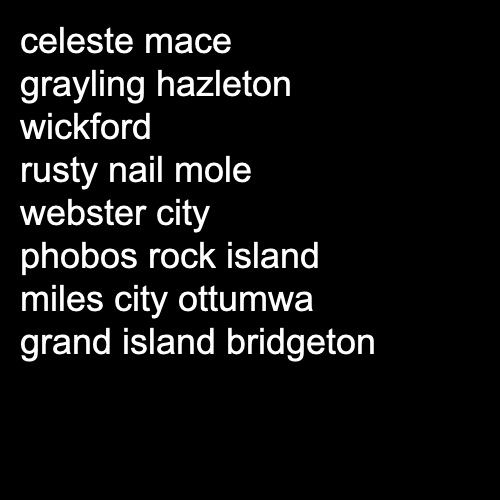 celeste mace
grayling hazleton
wickford
rusty nail mole
webster city
phobos rock island
miles city ottumwa
grand island bridgeton